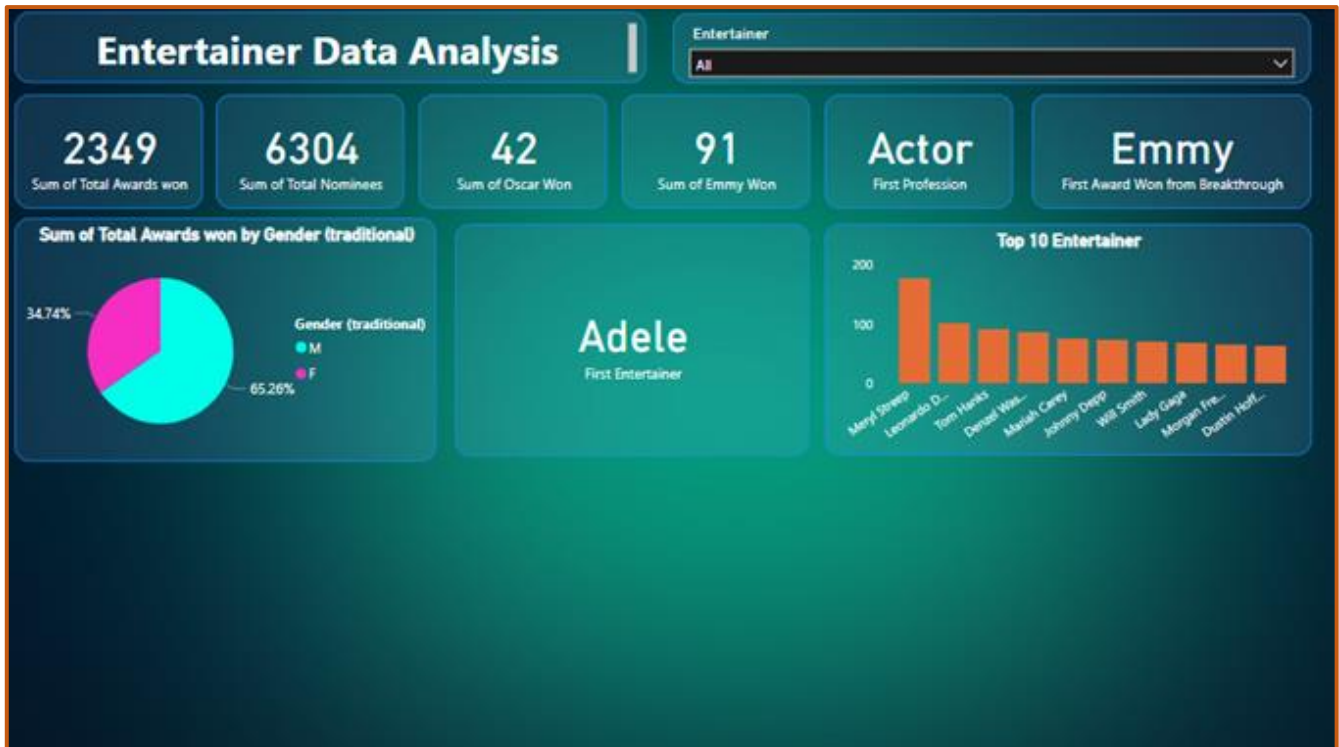 Entertainer Data Analysis
Entertainer
All
2349
Sum of Total Awards won
6304
Sum of Total Nominees
42
Sum of Oscar Won
91
Sum of Emmy Won
Actor
First Profession
Emmy
First Award Won from Breakthrough
Sum of Total Awards won by Gender (traditional)
34.74%
65.26%
Gender (traditional)
M
F
Adele
First Entertainer
Top 10 Entertainer
200
100
0
Meryl Streep
Leonardo D...
Tom Hanks
Denzel Was...
Mariah Carey
Johnny Depp
Will Smith
Lady Gaga
Morgan Fre...
Dustin Hoff...